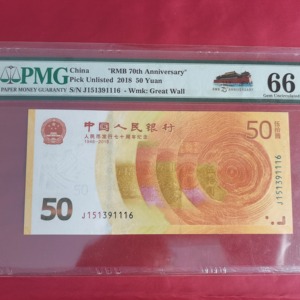 PMG
PAPER MONEY GUARANTY
China "RMB 70th Anniversary"
Pick Unlisted 2018 50 Yuan
S/N J151391116 - Wmk: Great Wall
66
Gem Uncirculated
中国人民银行
人民币发行七十周年纪念
1948-2018
50
50
J151391116